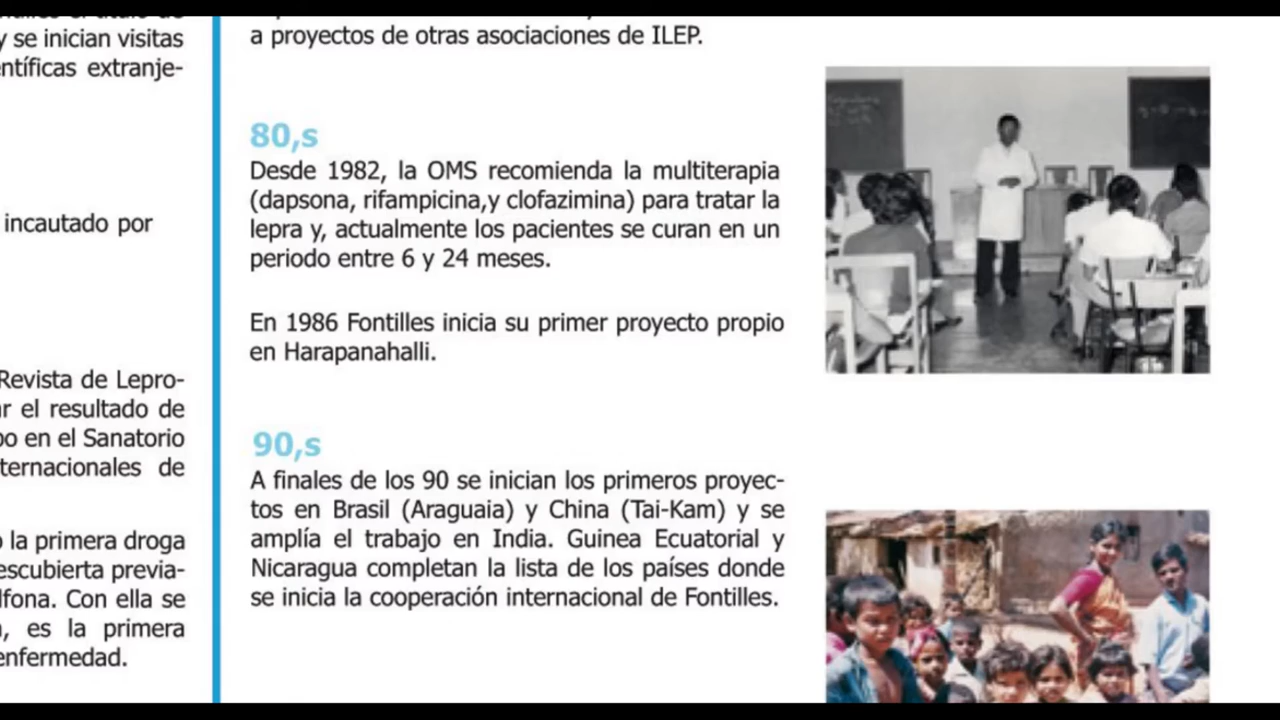 y se inician visitas
entíficas extranje-
incautado por
Revista de Lepro-
ar el resultado de
po en el Sanatorio
ternacionales de
o la primera droga
escubierta previa-
lfona. Con ella se
a, es la primera
enfermedad.
a proyectos de otras asociaciones de ILEP.
80,s
Desde 1982, la OMS recomienda la multiterapia
(dapsona, rifampicina,y clofazimina) para tratar la
lepra y, actualmente los pacientes se curan en un
periodo entre 6 y 24 meses.
En 1986 Fontilles inicia su primer proyecto propio
en Harapanahalli.
90,s
A finales de los 90 se inician los primeros proyec-
tos en Brasil (Araguaia) y China (Tai-Kam) y se
amplía el trabajo en India. Guinea Ecuatorial y
Nicaragua completan la lista de los países donde
se inicia la cooperación internacional de Fontilles.